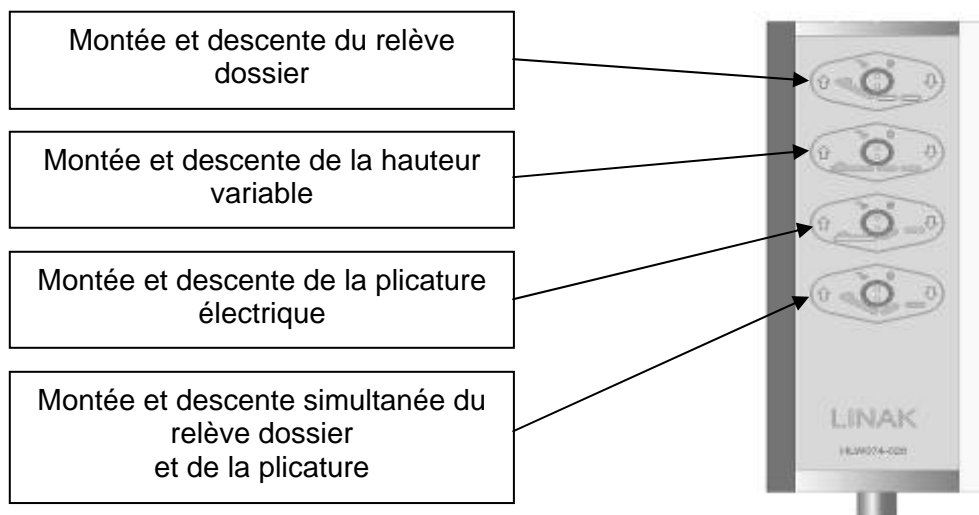 Montée et descente du relève
dossier
Montée et descente de la hauteur
variable
Montée et descente de la plicature
électrique
Montée et descente simultanée du
relève dossier
et de la plicature
LINAK